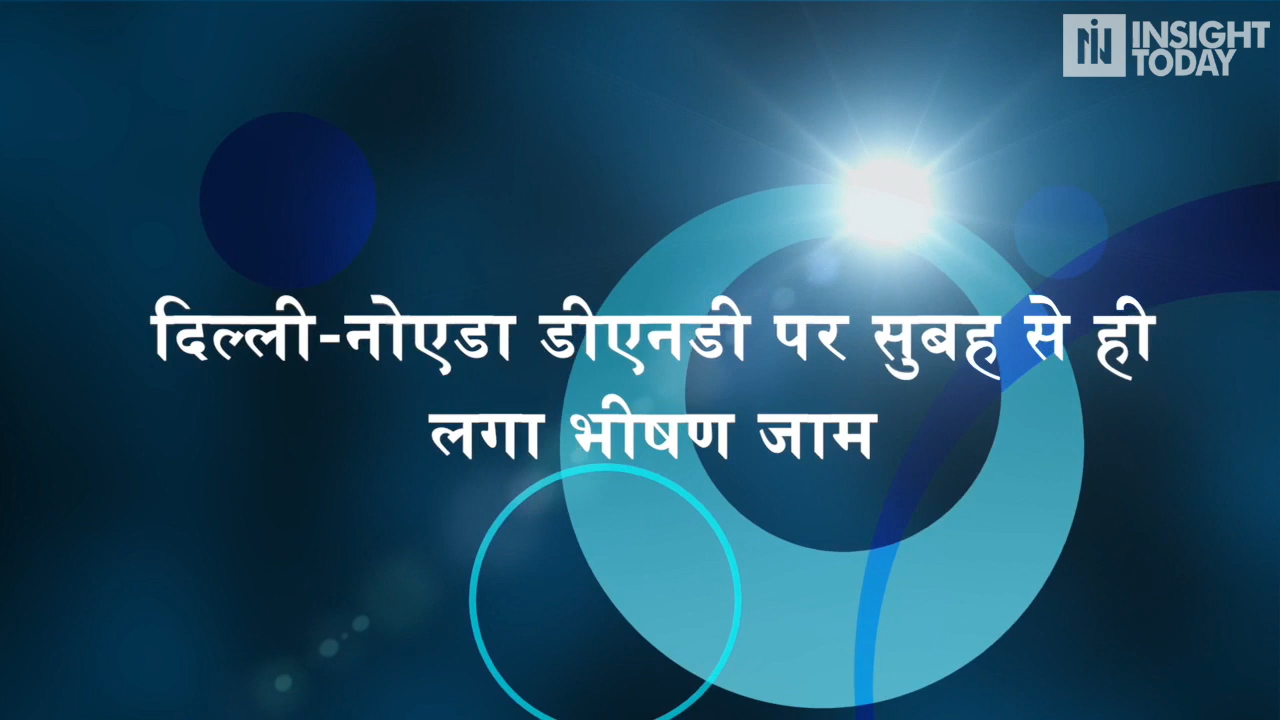 INSIGHT
TODAY
दिल्ली-नोएडा डीएनडी पर सुबह से ही
लगा भीषण जाम